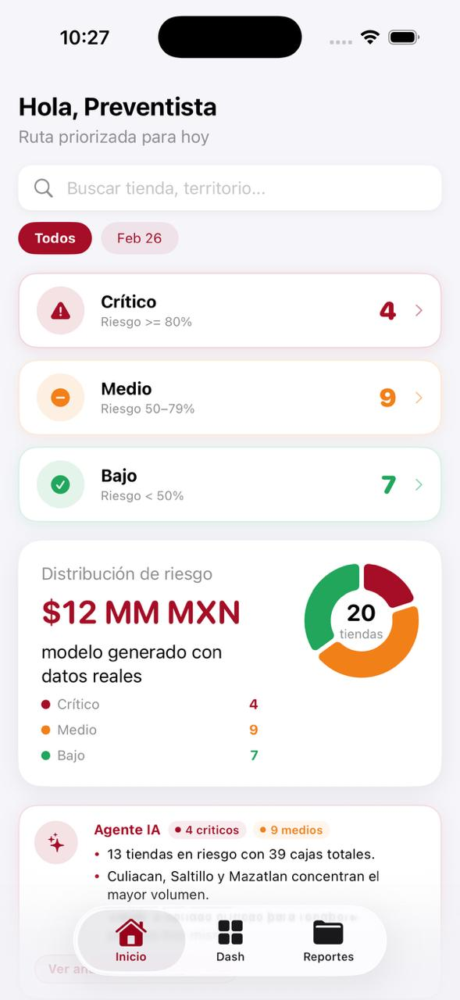 10:27
Hola, Preventista
Ruta priorizada para hoy
Buscar tienda, territorio...
Todos Feb 26
Crítico
Riesgo >= 80%
4
Medio
Riesgo 50–79%
9
Bajo
Riesgo < 50%
7
Distribución de riesgo
$12 MM MXN
modelo generado con
datos reales
20
tiendas
Crítico 4
Medio 9
Bajo 7
Agente IA • 4 criticos • 9 medios
• 13 tiendas en riesgo con 39 cajas totales.
• Culiacan, Saltillo y Mazatlan concentran el
mayor volumen.
Ver
Inicio Dash Reportes